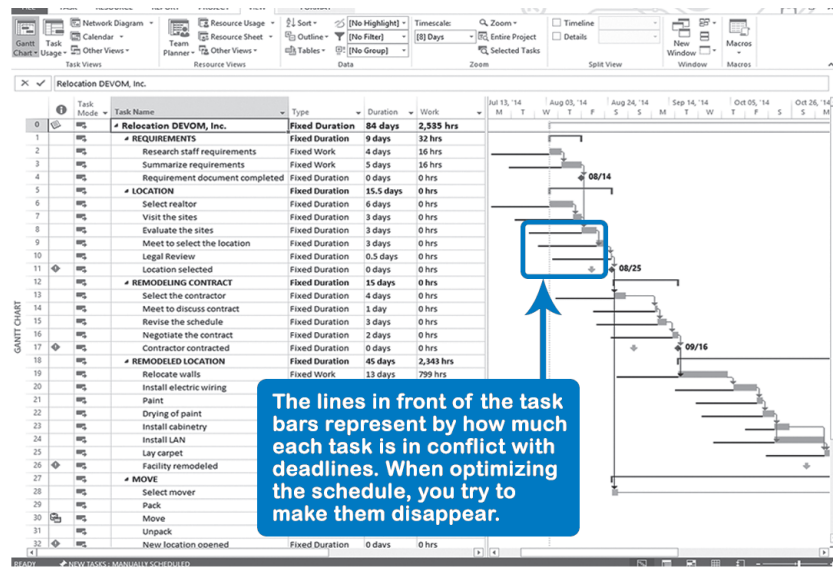 FILE TASK RESOURCE REPORT PROJECT VIEW FORMAT
Gantt Chart
Task Usage
Network Diagram
Calendar
Other Views
Task Views
Team Planner
Resource Usage
Resource Sheet
Other Views
Resource Views
Sort
Outline
Tables
[No Highlight]
[No Filter]
[No Group]
Data
Timescale:
[8] Days
Zoom
Entire Project
Selected Tasks
Zoom
Timeline
Details
Split View
New Window
Window
Macros
Macros
Relocation DEVOM, Inc.
Task Mode Task Name Type Duration Work
Jul 13, '14 Aug 03, '14 Aug 24, '14 Sep 14, '14 Oct 05, '14 Oct 26, '14
M T W T F S S M T W T F S S M
0 Relocation DEVOM, Inc. Fixed Duration 84 days 2,535 hrs
1 REQUIREMENTS Fixed Duration 9 days 32 hrs
2 Research staff requirements Fixed Work 4 days 16 hrs
3 Summarize requirements Fixed Work 5 days 16 hrs
4 Requirement document completed Fixed Duration 0 days 0 hrs 08/14
5 LOCATION Fixed Duration 15.5 days 0 hrs
6 Select realtor Fixed Duration 6 days 0 hrs
7 Visit the sites Fixed Duration 3 days 0 hrs
8 Evaluate the sites Fixed Duration 3 days 0 hrs
9 Meet to select the location Fixed Duration 3 days 0 hrs
10 Legal Review Fixed Duration 0.5 days 0 hrs
11 Location selected Fixed Duration 0 days 0 hrs 08/25
12 REMODELING CONTRACT Fixed Duration 15 days 0 hrs
13 Select the contractor Fixed Duration 4 days 0 hrs
14 Meet to discuss contract Fixed Duration 1 day 0 hrs
15 Revise the schedule Fixed Duration 3 days 0 hrs
16 Negotiate the contract Fixed Duration 2 days 0 hrs
17 Contractor contracted Fixed Duration 0 days 0 hrs 09/16
18 REMODELED LOCATION Fixed Duration 45 days 2,343 hrs
19 Relocate walls Fixed Work 13 days 799 hrs
20 Install electric wiring
21 Paint
22 Drying of paint
23 Install cabinetry
24 Install LAN
25 Lay carpet
26 Facility remodeled
27 MOVE
28 Select mover
29 Pack
30 Move
31 Unpack
32 New location opened Fixed Duration 0 days 0 hrs
GANTT CHART
The lines in front of the task
bars represent by how much
each task is in conflict with
deadlines. When optimizing
the schedule, you try to
make them disappear.
READY NEW TASKS : MANUALLY SCHEDULED